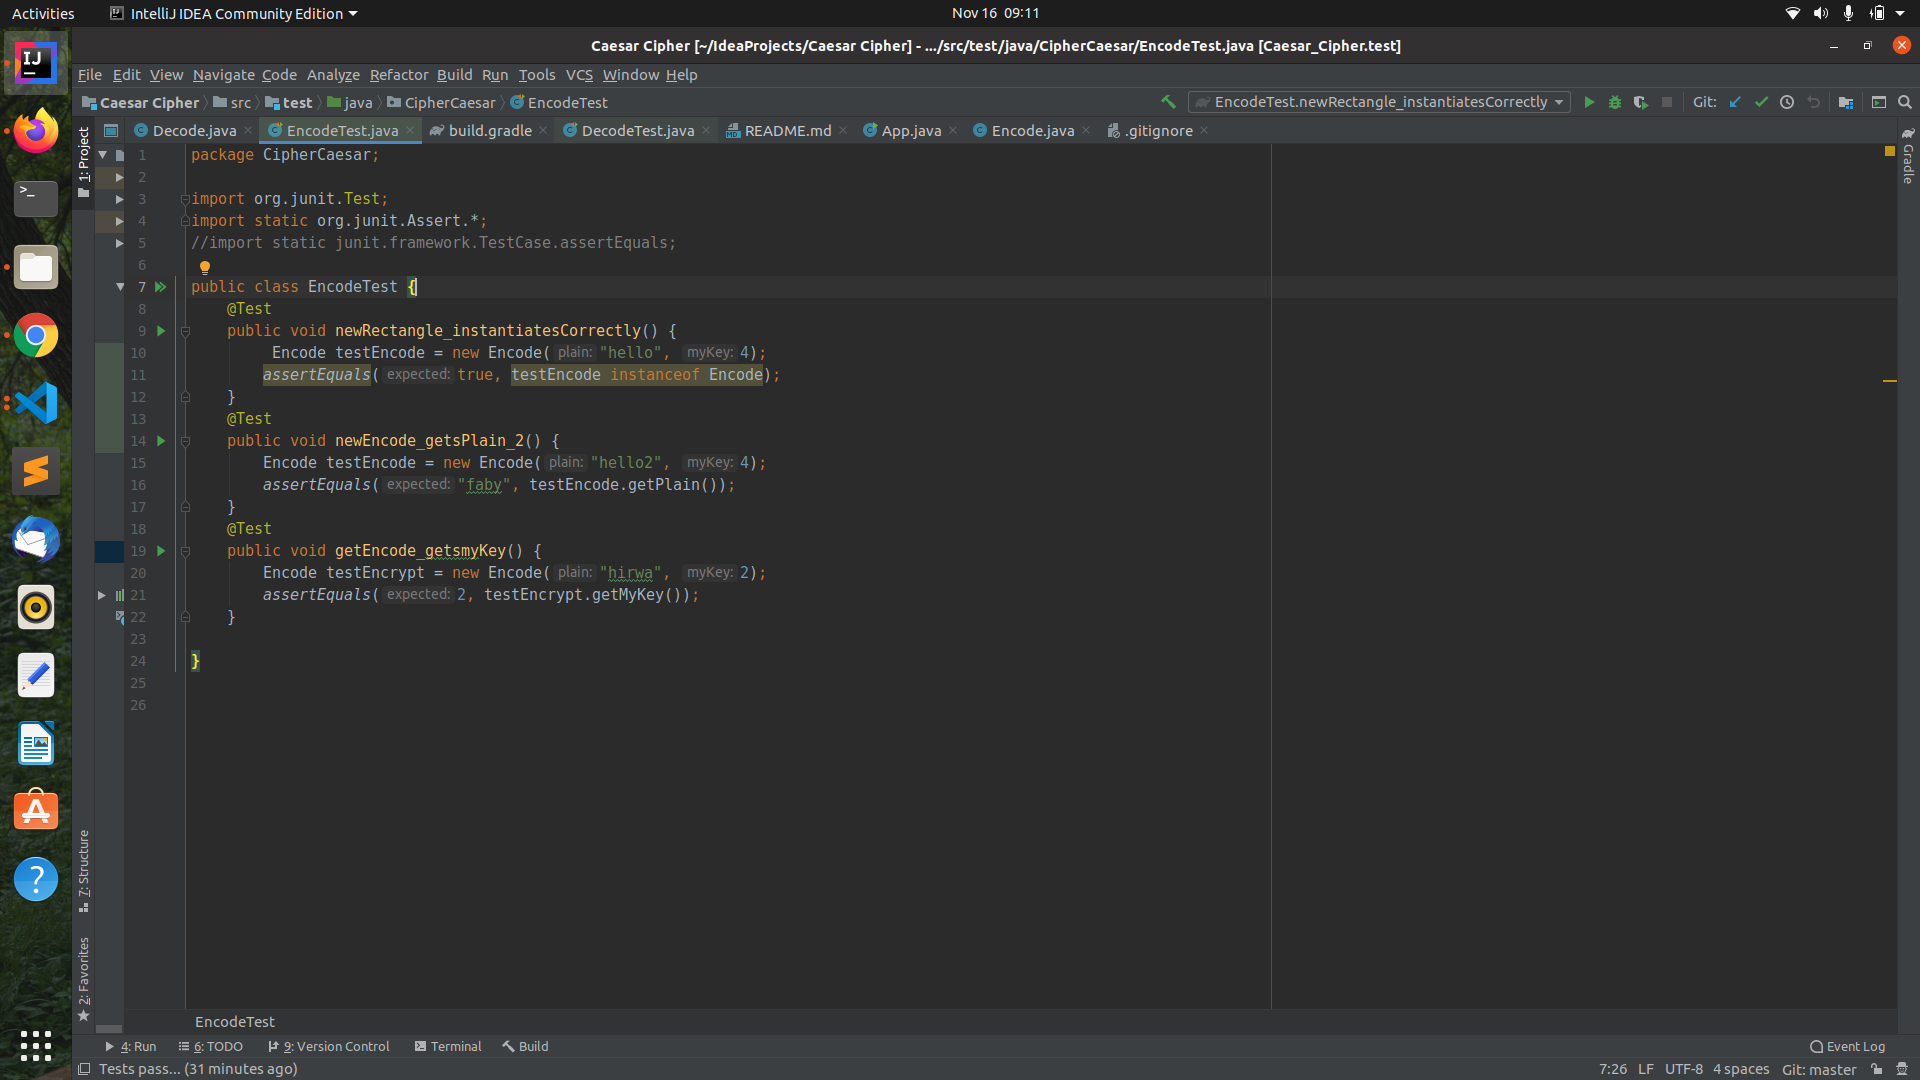 Activities IntelliJ IDEA Community Edition Nov 16 09:11
Caesar Cipher [~/IdeaProjects/Caesar Cipher] - .../src/test/java/CipherCaesar/EncodeTest.java [Caesar_Cipher.test]
File Edit View Navigate Code Analyze Refactor Build Run Tools VCS Window Help
Caesar Cipher src test java CipherCaesar EncodeTest EncodeTest.newRectangle_instantiatesCorrectly Git:
Decode.java EncodeTest.java build.gradle DecodeTest.java README.md App.java Encode.java .gitignore
1: Project
Gradle
1 package CipherCaesar;
2
3 import org.junit.Test;
4 import static org.junit.Assert.*;
5 //import static junit.framework.TestCase.assertEquals;
6
7 public class EncodeTest {
8 @Test
9 public void newRectangle_instantiatesCorrectly() {
10 Encode testEncode = new Encode( plain: "hello", myKey: 4);
11 assertEquals( expected: true, testEncode instanceof Encode);
12 }
13 @Test
14 public void newEncode_getsPlain_2() {
15 Encode testEncode = new Encode( plain: "hello2", myKey: 4);
16 assertEquals( expected: "faby", testEncode.getPlain());
17 }
18 @Test
19 public void getEncode_getsmyKey() {
20 Encode testEncrypt = new Encode( plain: "hirwa", myKey: 2);
21 assertEquals( expected: 2, testEncrypt.getMyKey());
22 }
23
24 }
25
26
7: Structure
2: Favorites
EncodeTest
4: Run 6: TODO 9: Version Control Terminal Build Event Log
Tests pass... (31 minutes ago) 7:26 LF UTF-8 4 spaces Git: master